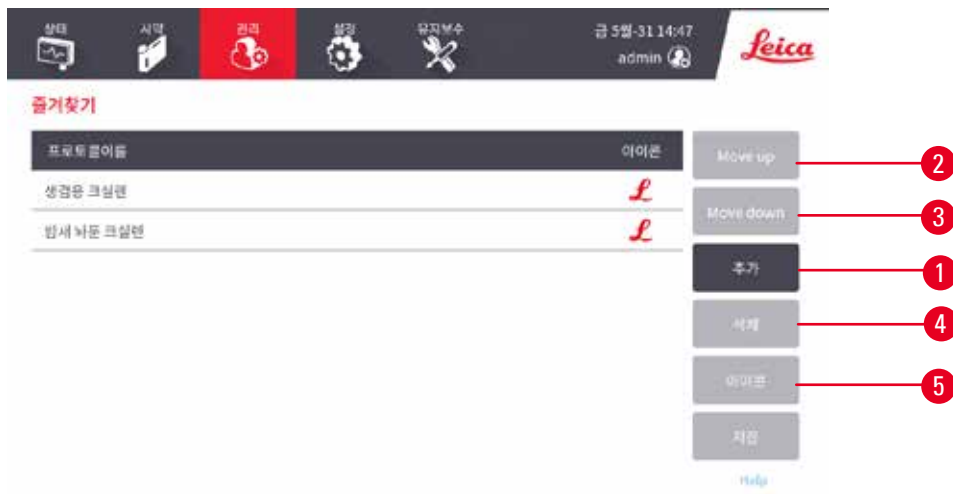 상태 시약 관리 설정 유지보수 금 5월-31 14:47
admin
Leica
즐겨찾기
프로토콜이름 아이콘
생검용 크실렌
밤새 놔둔 크실렌
Move up
2
Move down
3
추가
1
삭제
4
아이콘
5
저장
Help